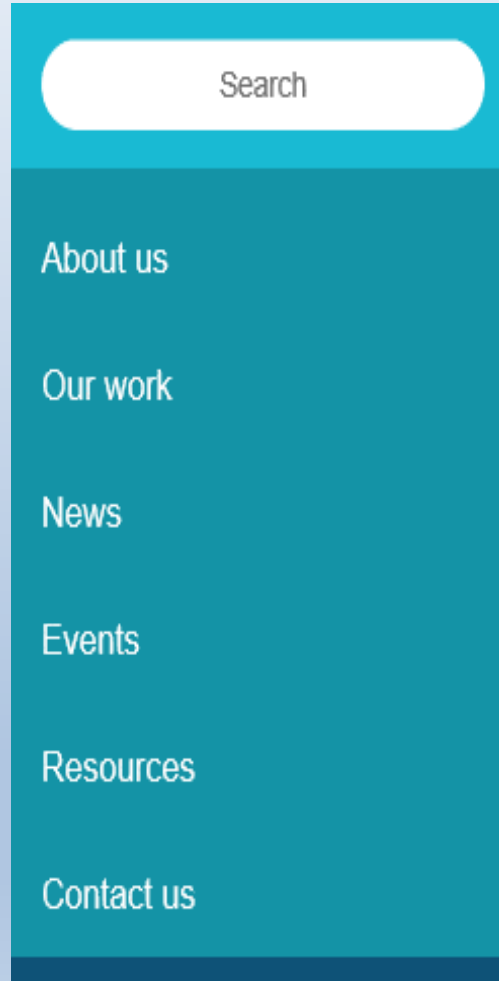 Search
About us
Our work
News
Events
Resources
Contact us